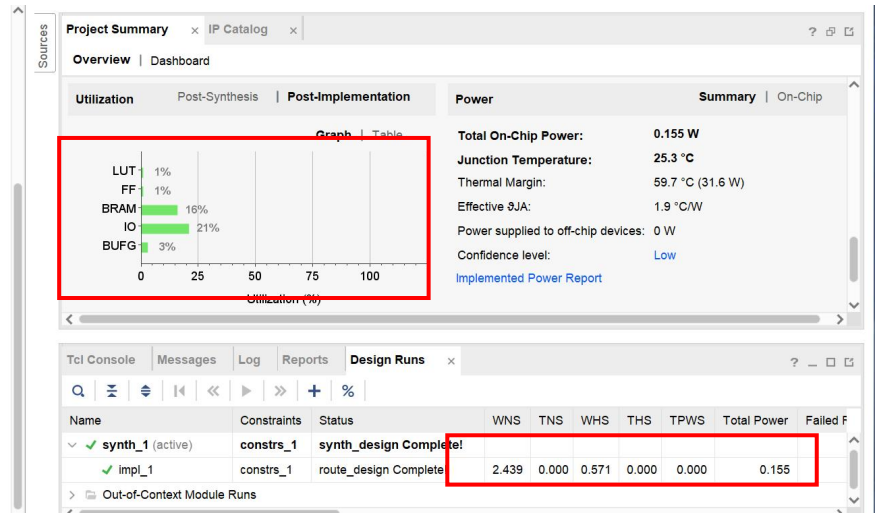 Sources
Project Summary × IP Catalog ×
Overview | Dashboard
Utilization Post-Synthesis | Post-Implementation
Graph | Table
LUT 1%
FF 1%
BRAM 16%
IO 21%
BUFG 3%
0 25 50 75 100
Utilization (%)
Power Summary | On-Chip
Total On-Chip Power: 0.155 W
Junction Temperature: 25.3 °C
Thermal Margin: 59.7 °C (31.6 W)
Effective ϑJA: 1.9 °C/W
Power supplied to off-chip devices: 0 W
Confidence level: Low
Implemented Power Report
Tcl Console Messages Log Reports Design Runs ×
Name Constraints Status WNS TNS WHS THS TPWS Total Power Failed
synth_1 (active) constrs_1 synth_design Complete!
impl_1 constrs_1 route_design Complete 2.439 0.000 0.571 0.000 0.000 0.155
Out-of-Context Module Runs